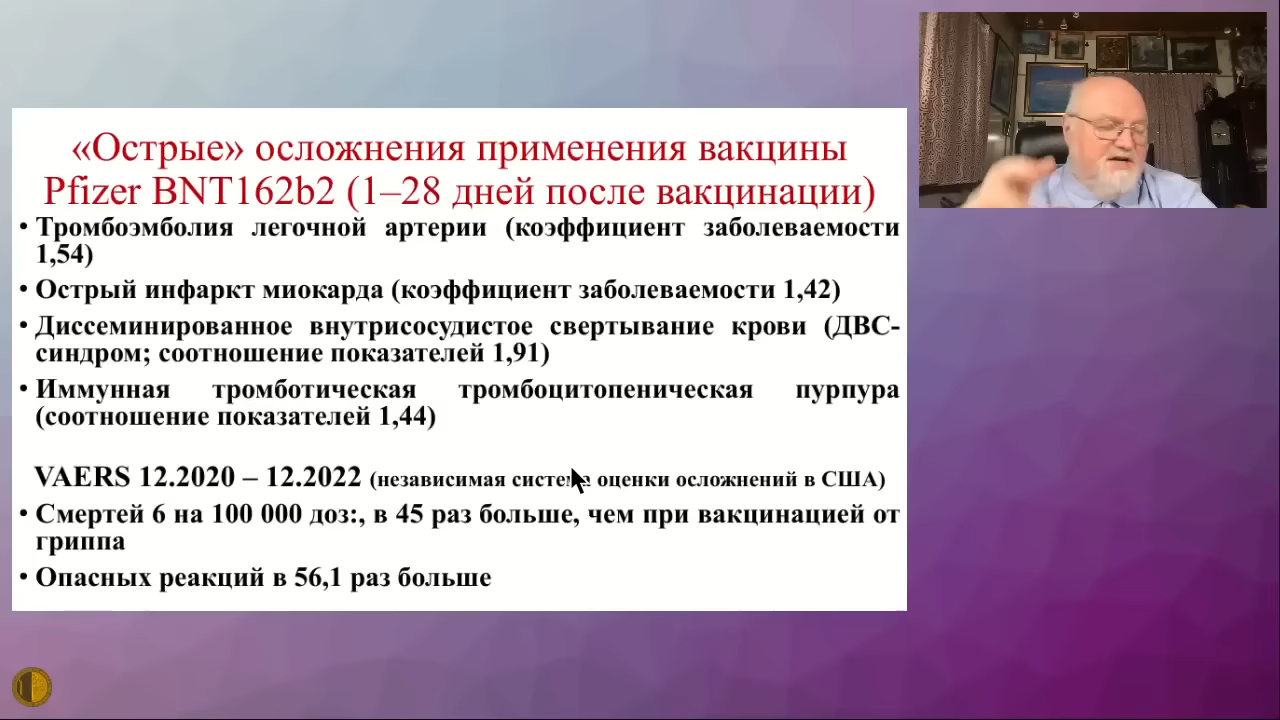 «Острые» осложнения применения вакцины
Pfizer BNT162b2 (1–28 дней после вакцинации)
• Тромбоэмболия легочной артерии (коэффициент заболеваемости
1,54)
• Острый инфаркт миокарда (коэффициент заболеваемости 1,42)
• Диссеминированное внутрисосудистое свертывание крови (ДВС-
синдром; соотношение показателей 1,91)
• Иммунная тромботическая тромбоцитопеническая пурпура
(соотношение показателей 1,44)
VAERS 12.2020 – 12.2022 (независимая система оценки осложнений в США)
• Смертей 6 на 100 000 доз:, в 45 раз больше, чем при вакцинацией от
гриппа
• Опасных реакций в 56,1 раз больше